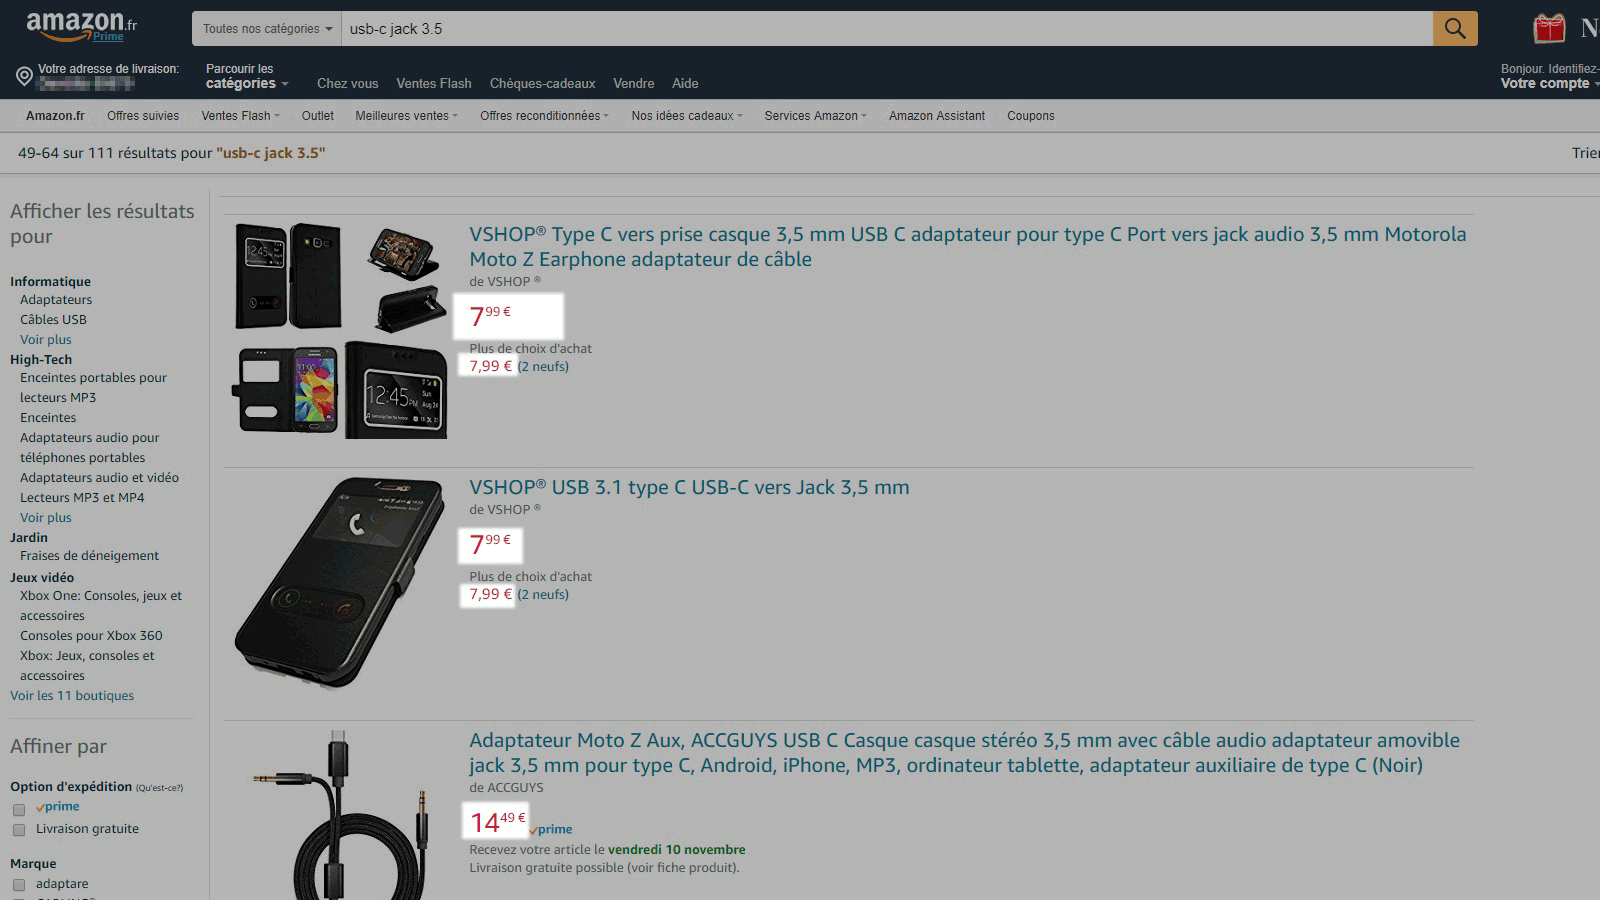 amazon.fr
Prime
Toutes nos catégories
usb-c jack 3.5
Votre adresse de livraison:
Parcourir les
catégories
Chez vous
Ventes Flash
Chèques-cadeaux
Vendre
Aide
Bonjour. Identifiez-
Votre compte
Amazon.fr
Offres suivies
Ventes Flash
Outlet
Meilleures ventes
Offres reconditionnées
Nos idées cadeaux
Services Amazon
Amazon Assistant
Coupons
49-64 sur 111 résultats pour "usb-c jack 3.5"
Trier
Afficher les résultats
pour
Informatique
Adaptateurs
Câbles USB
Voir plus
High-Tech
Enceintes portables pour
lecteurs MP3
Enceintes
Adaptateurs audio pour
téléphones portables
Adaptateurs audio et vidéo
Lecteurs MP3 et MP4
Voir plus
Jardin
Fraises de déneigement
Jeux vidéo
Xbox One: Consoles, jeux et
accessoires
Consoles pour Xbox 360
Xbox: Jeux, consoles et
accessoires
Voir les 11 boutiques
Affiner par
Option d'expédition (Qu'est-ce?)
prime
Livraison gratuite
Marque
adaptare
VSHOP® Type C vers prise casque 3,5 mm USB C adaptateur pour type C Port vers jack audio 3,5 mm Motorola
Moto Z Earphone adaptateur de câble
de VSHOP ®
7 99 €
Plus de choix d'achat
7,99 € (2 neufs)
12:45
12:45 PM
Sun
Aug 24
VSHOP® USB 3.1 type C USB-C vers Jack 3,5 mm
de VSHOP ®
7 99 €
Plus de choix d'achat
7,99 € (2 neufs)
Adaptateur Moto Z Aux, ACCGUYS USB C Casque casque stéréo 3,5 mm avec câble audio adaptateur amovible
jack 3,5 mm pour type C, Android, iPhone, MP3, ordinateur tablette, adaptateur auxiliaire de type C (Noir)
de ACCGUYS
14 49 € prime
Recevez votre article le vendredi 10 novembre
Livraison gratuite possible (voir fiche produit).